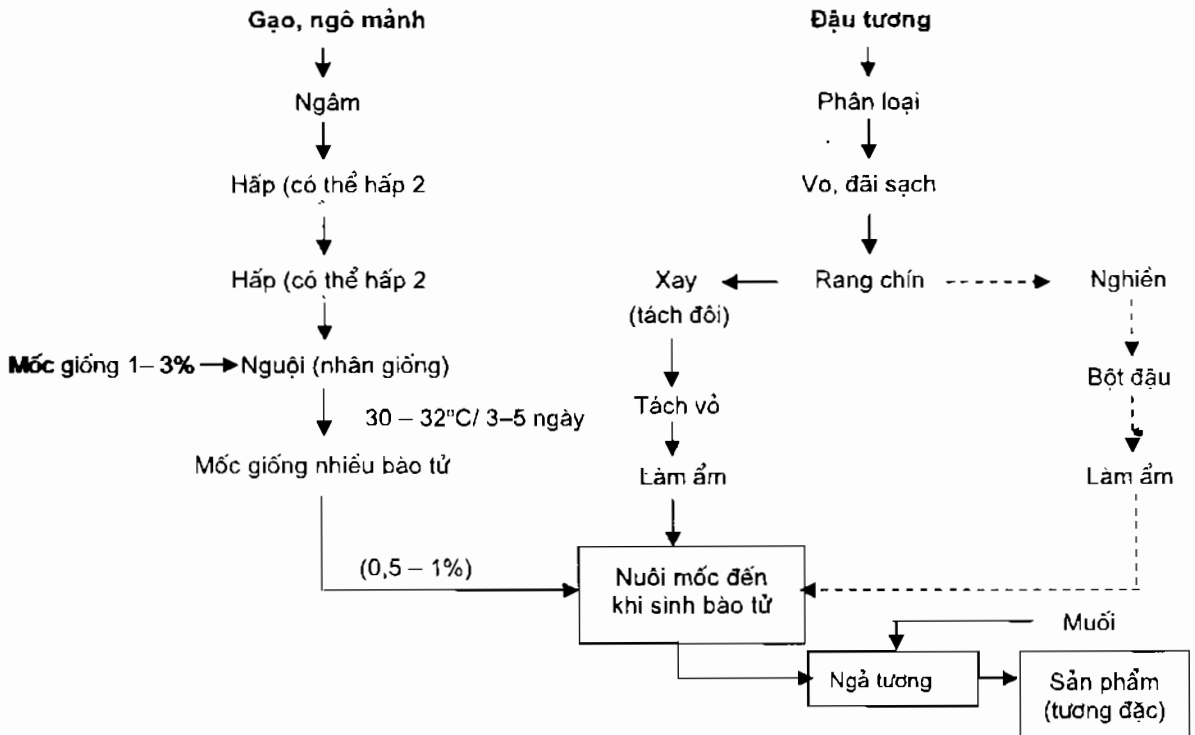 Gạo, ngô mảnh
Ngâm
Hấp (có thể hấp 2
Hấp (có thể hấp 2
Mốc giống 1– 3%
Nguội (nhân giống)
30 – 32°C/ 3–5 ngày
Mốc giống nhiều bào tử
(0,5 – 1%)
Đậu tương
Phân loại
Vo, đãi sạch
Rang chín
Xay
(tách đôi)
Tách vỏ
Làm ẩm
Nghiền
Bột đậu
Làm ẩm
Nuôi mốc đến
khi sinh bào tử
Muối
Ngả tương
Sản phẩm
(tương đặc)